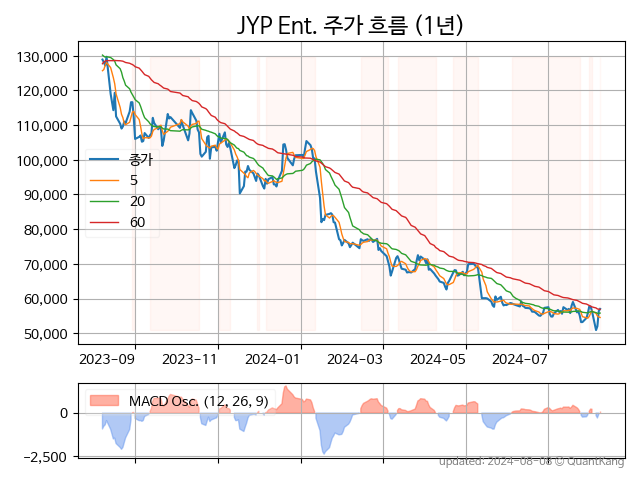 JYP Ent. 주가 흐름 (1년)
130,000
120,000
110,000
100,000
90,000
80,000
70,000
60,000
50,000
종가
5
20
60
2023-09 2023-11 2024-01 2024-03 2024-05 2024-07
MACD Osc. (12, 26, 9)
0
−2,500
updated: 2024-08-08 © QuantKang